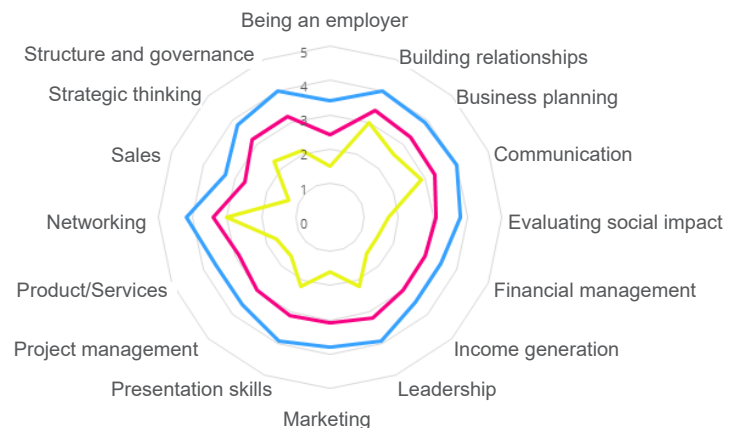 Being an employer
Structure and governance
5
Building relationships
Strategic thinking
4
Business planning
3
Sales
2
Communication
1
Networking
0
Evaluating social impact
Product/Services
Financial management
Project management
Income generation
Presentation skills
Leadership
Marketing